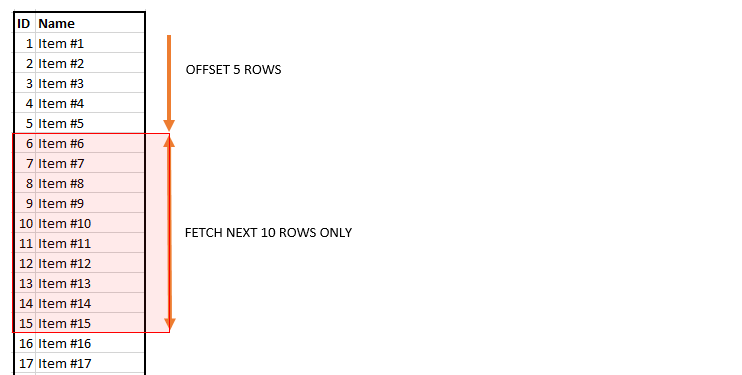 ID Name
1 Item #1
2 Item #2
OFFSET 5 ROWS
3 Item #3
4 Item #4
5 Item #5
6 Item #6
7 Item #7
8 Item #8
9 Item #9
10 Item #10
FETCH NEXT 10 ROWS ONLY
11 Item #11
12 Item #12
13 Item #13
14 Item #14
15 Item #15
16 Item #16
17 Item #17